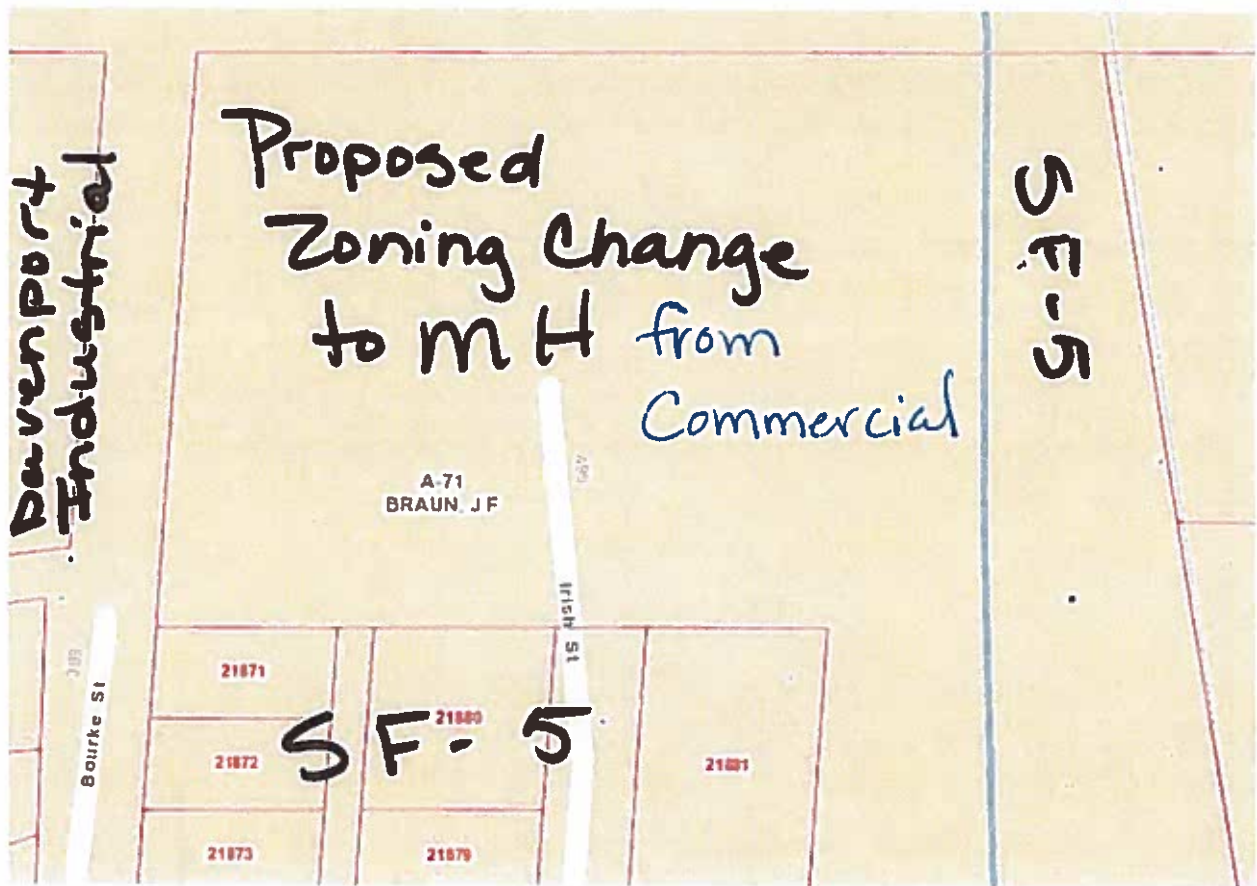 Davenport
Industrial
Proposed
Zoning Change
to MH from
Commercial
SF-5
A-71
BRAUN, J F
Irish St
Bourke St
21871
21872
21873
SF-5
21880
21879
21881